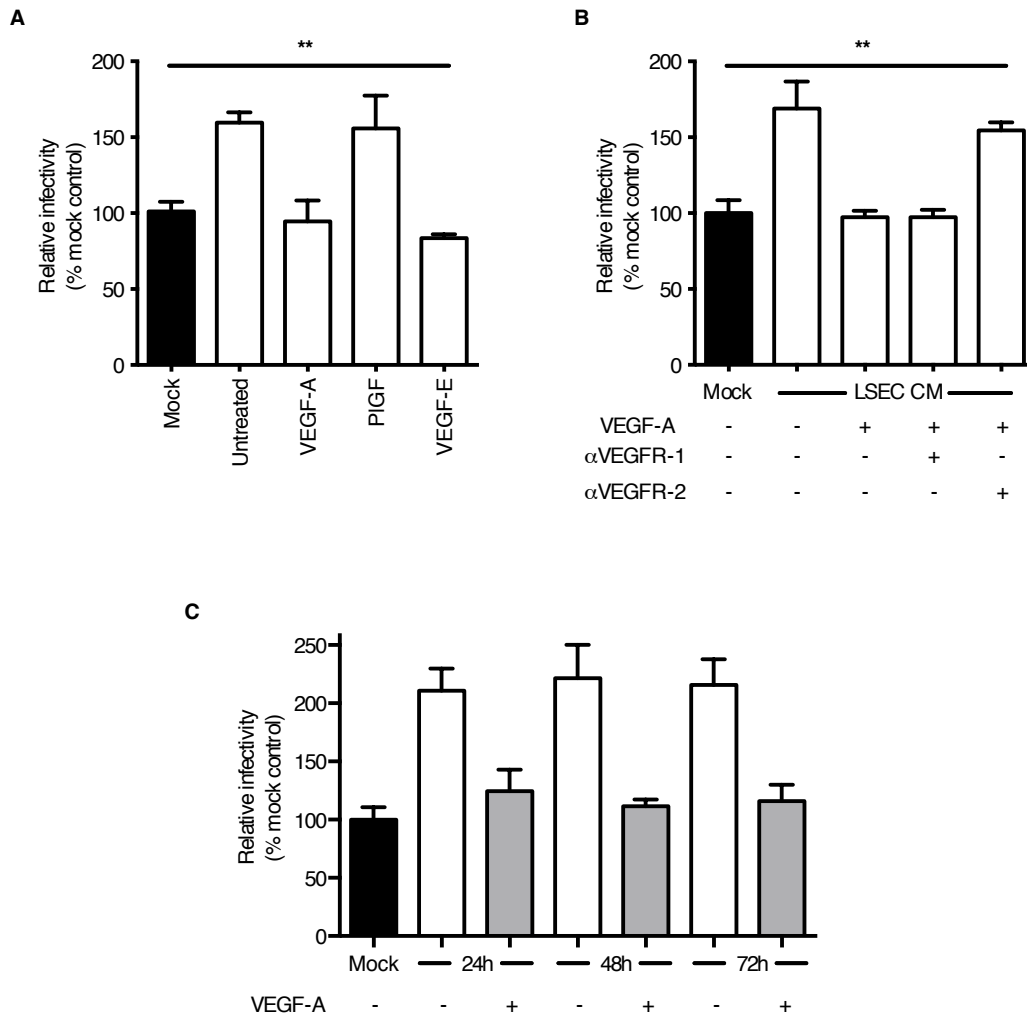 A
**
Relative infectivity
(% mock control)
200
150
100
50
0
Mock
Untreated
VEGF-A
PlGF
VEGF-E
B
**
Relative infectivity
(% mock control)
200
150
100
50
0
Mock LSEC CM
VEGF-A - - + + +
αVEGFR-1 - - - + -
αVEGFR-2 - - - - +
C
Relative infectivity
(% mock control)
250
200
150
100
50
0
Mock 24h 48h 72h
VEGF-A - - + - + - +